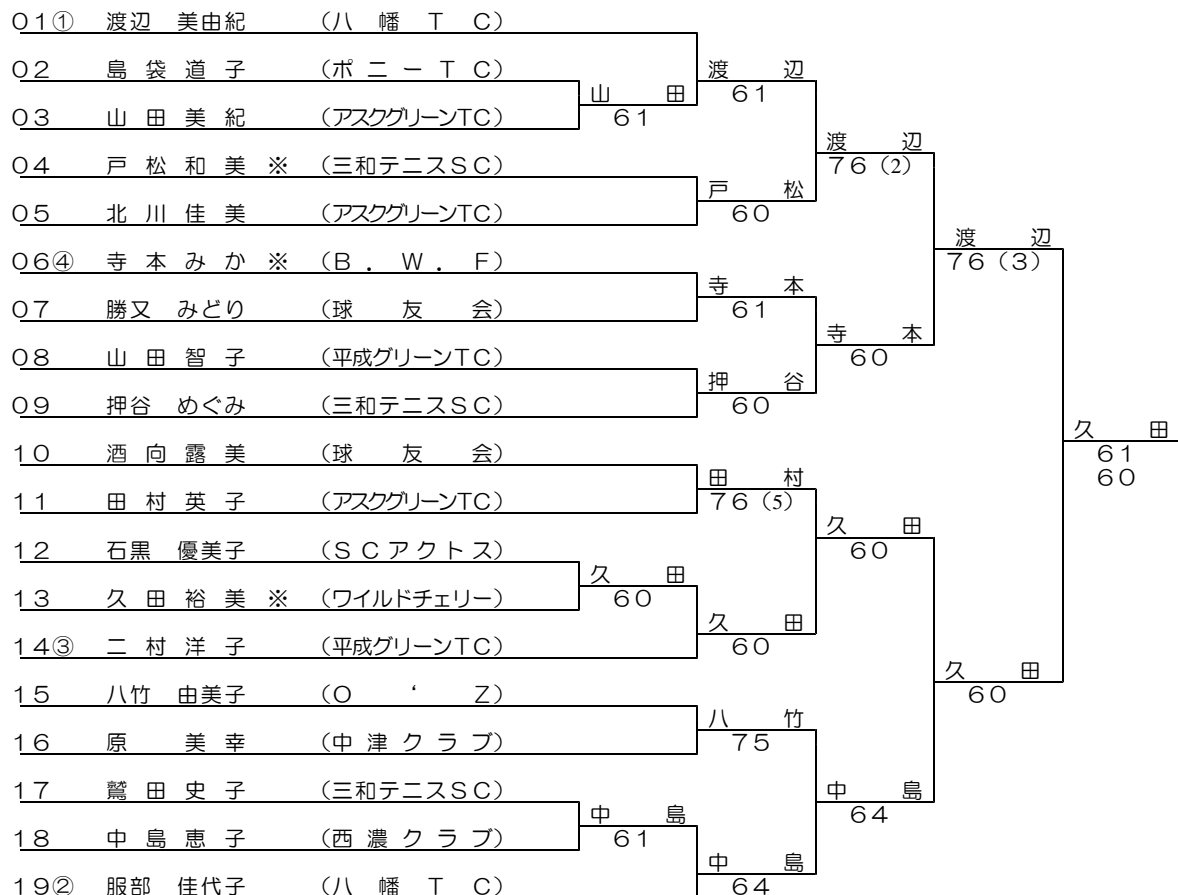 01① 渡辺 美由紀 (八幡TC)
渡辺
02 島袋道子 (ポニーTC)
山田
61
61
03 山田美紀 (アスクグリーンTC)
渡辺
76(2)
04 戸松和美※ (三和テニスSC)
戸松
60
05 北川佳美 (アスクグリーンTC)
渡辺
76(3)
06④ 寺本みか※ (B.W.F)
寺本
61
07 勝又 みどり (球友会)
寺本
60
08 山田智子 (平成グリーンTC)
押谷
60
09 押谷 めぐみ (三和テニスSC)
久田
61
60
10 酒向露美 (球友会)
田村
76(5)
11 田村英子 (アスクグリーンTC)
久田
60
12 石黒 優美子 (SCアクトス)
久田
60
13 久田裕美※ (ワイルドチェリー)
久田
60
14③ 二村洋子 (平成グリーンTC)
久田
60
15 八竹 由美子 (O‘Z)
八竹
75
16 原 美幸 (中津クラブ)
17 鷲田史子 (三和テニスSC)
中島
64
中島
61
18 中島恵子 (西濃クラブ)
中島
64
19② 服部 佳代子 (八幡TC)